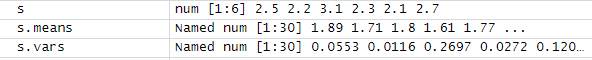 s num [1:6] 2.5 2.2 3.1 2.3 2.1 2.7
s.means Named num [1:30] 1.89 1.71 1.8 1.61 1.77 ...
s.vars Named num [1:30] 0.0553 0.0116 0.2697 0.0272 0.120…